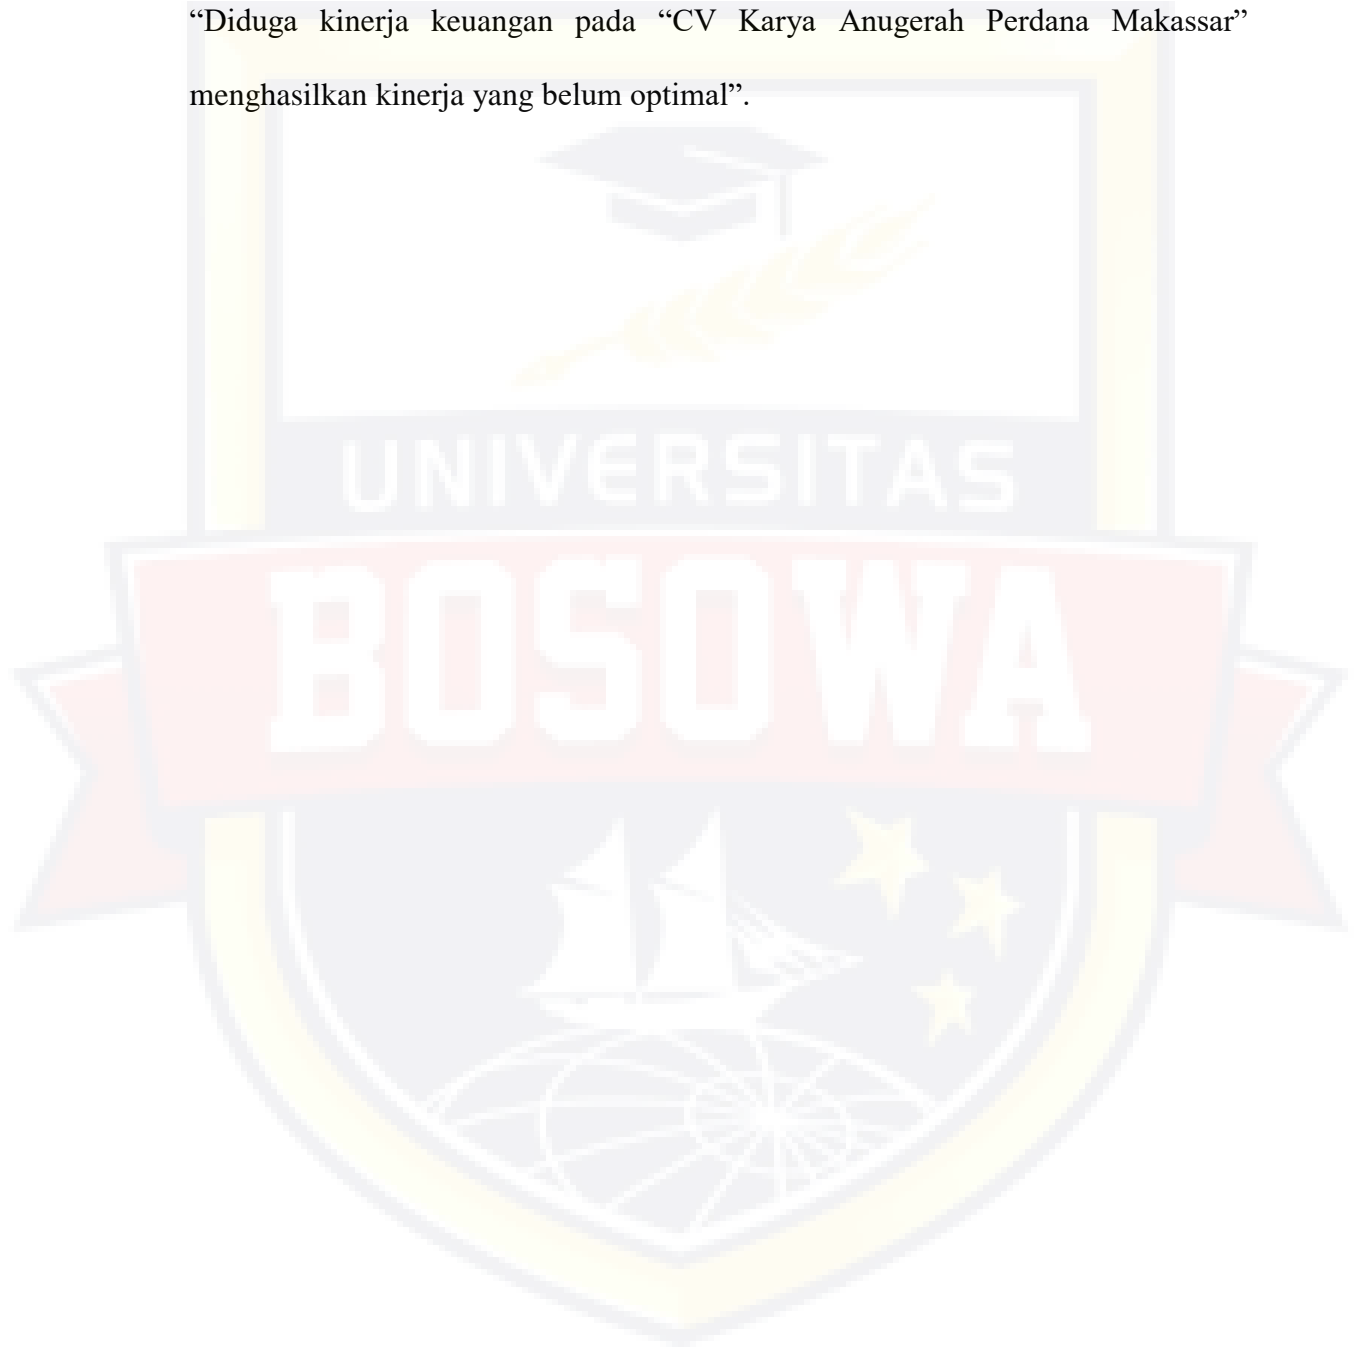 “Diduga kinerja keuangan pada “CV Karya Anugerah Perdana Makassar”
menghasilkan kinerja yang belum optimal”.
UNIVERSITAS
BOSOWA